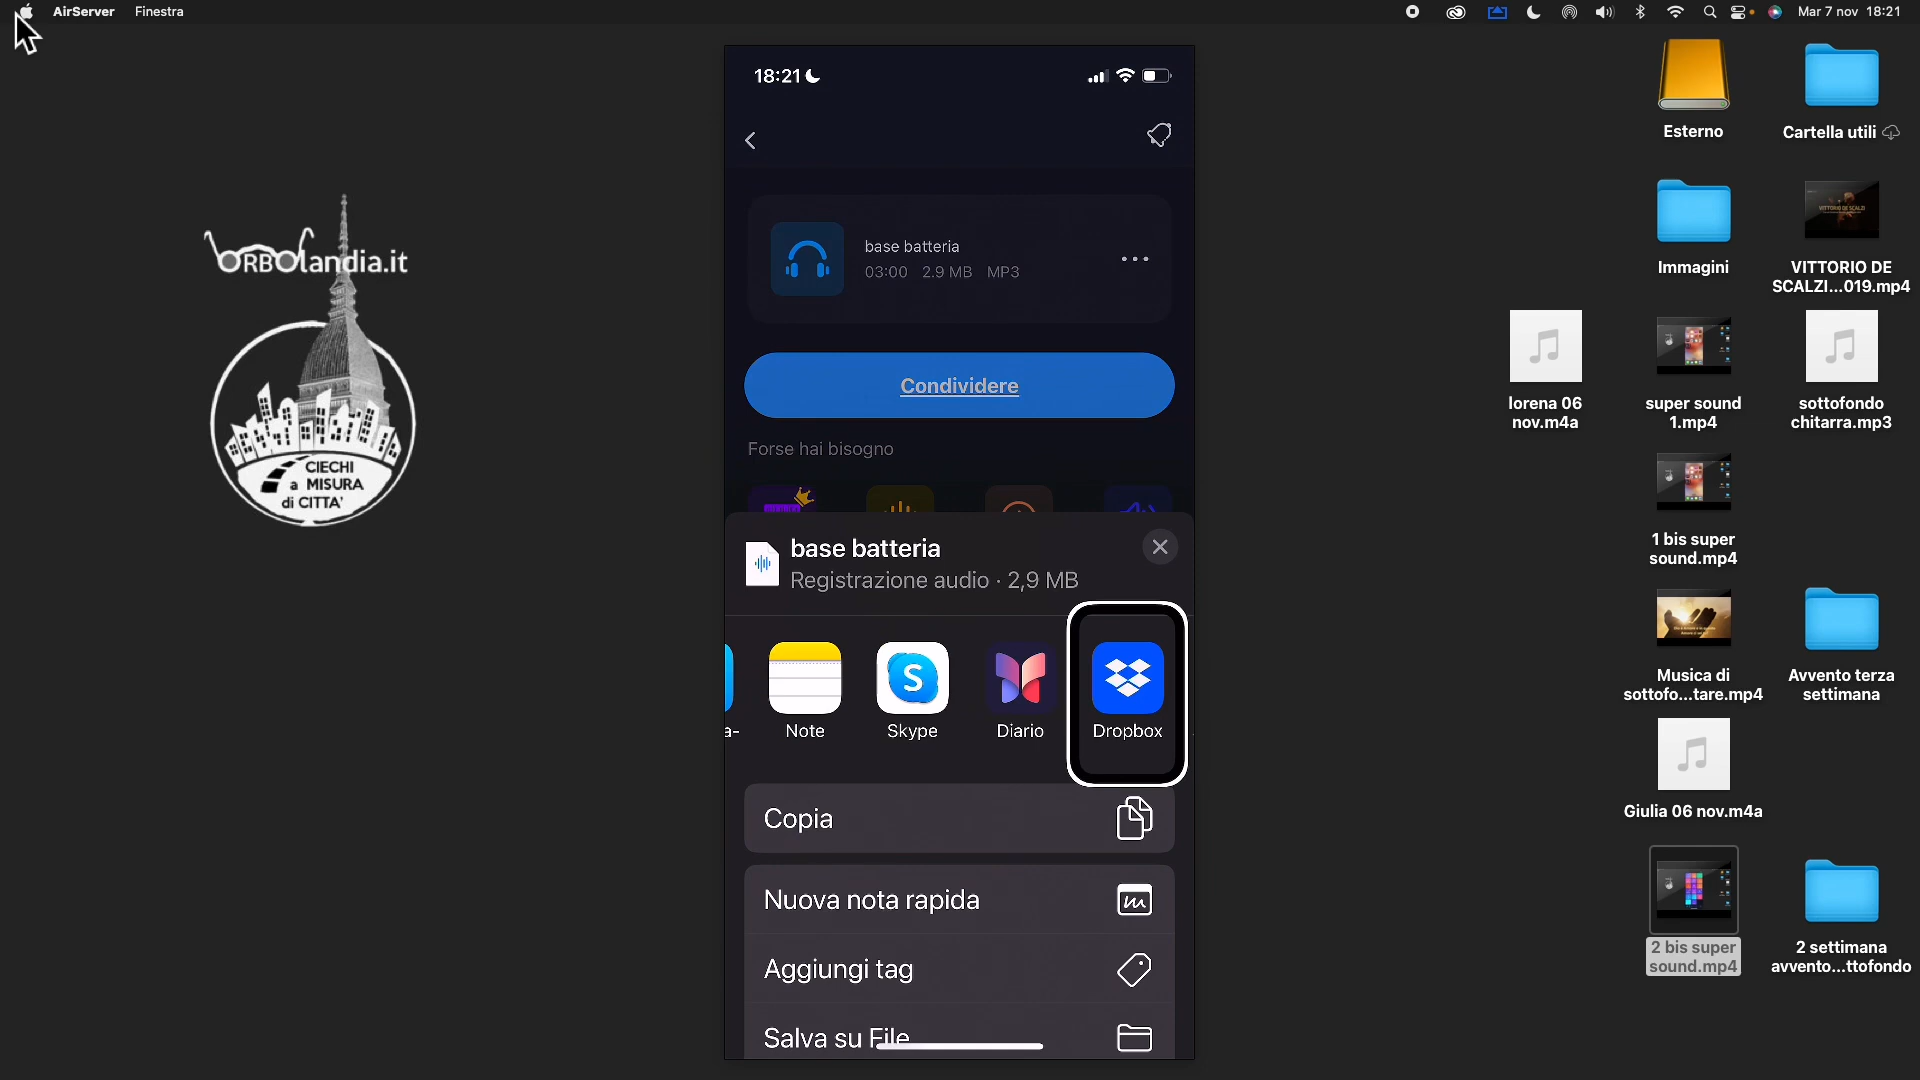 AirServer Finestra
Mar 7 nov 18:21
ORBOlandia.it
CIECHI
a MISURA
di CITTA'
18:21
base batteria
03:00 2.9 MB MP3
Condividere
Forse hai bisogno
base batteria
Registrazione audio · 2,9 MB
a-
Note
Skype
Diario
Dropbox
Copia
Nuova nota rapida
Aggiungi tag
Salva su File
Esterno
Cartella utili
Immagini
VITTORIO DE SCALZI
VITTORIO DE
SCALZI...019.mp4
lorena 06
nov.m4a
super sound
1.mp4
sottofondo
chitarra.mp3
1 bis super
sound.mp4
Musica di
sottofo...tare.mp4
Avvento terza
settimana
Giulia 06 nov.m4a
2 bis super
sound.mp4
2 settimana
avvento...ttofondo